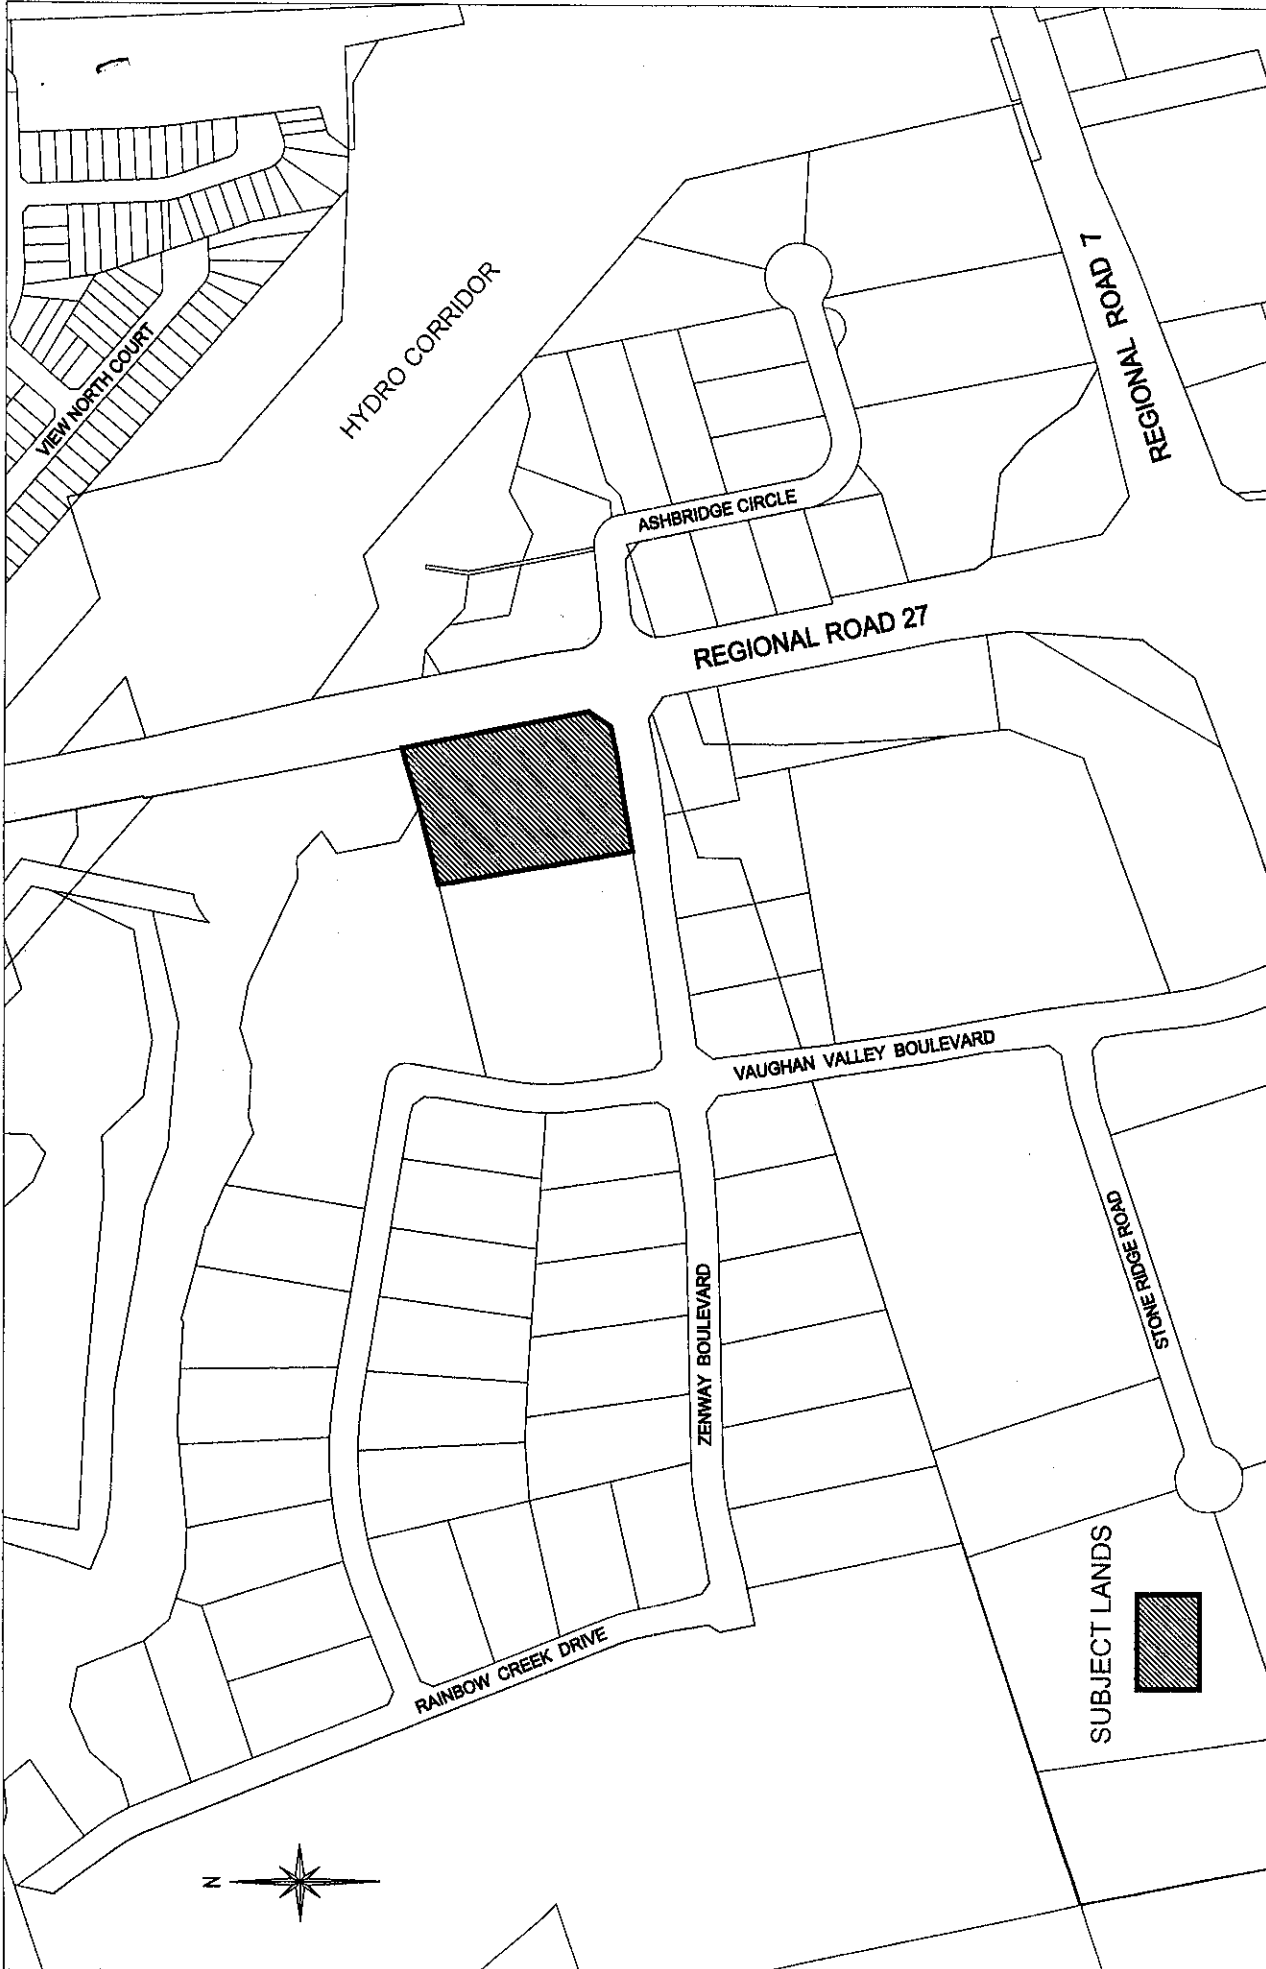 VIEW NORTH COURT
HYDRO CORRIDOR
REGIONAL ROAD 7
ASHBRIDGE CIRCLE
REGIONAL ROAD 27
VAUGHAN VALLEY BOULEVARD
STONE RIDGE ROAD
ZENWAY BOULEVARD
RAINBOW CREEK DRIVE
SUBJECT LANDS
N